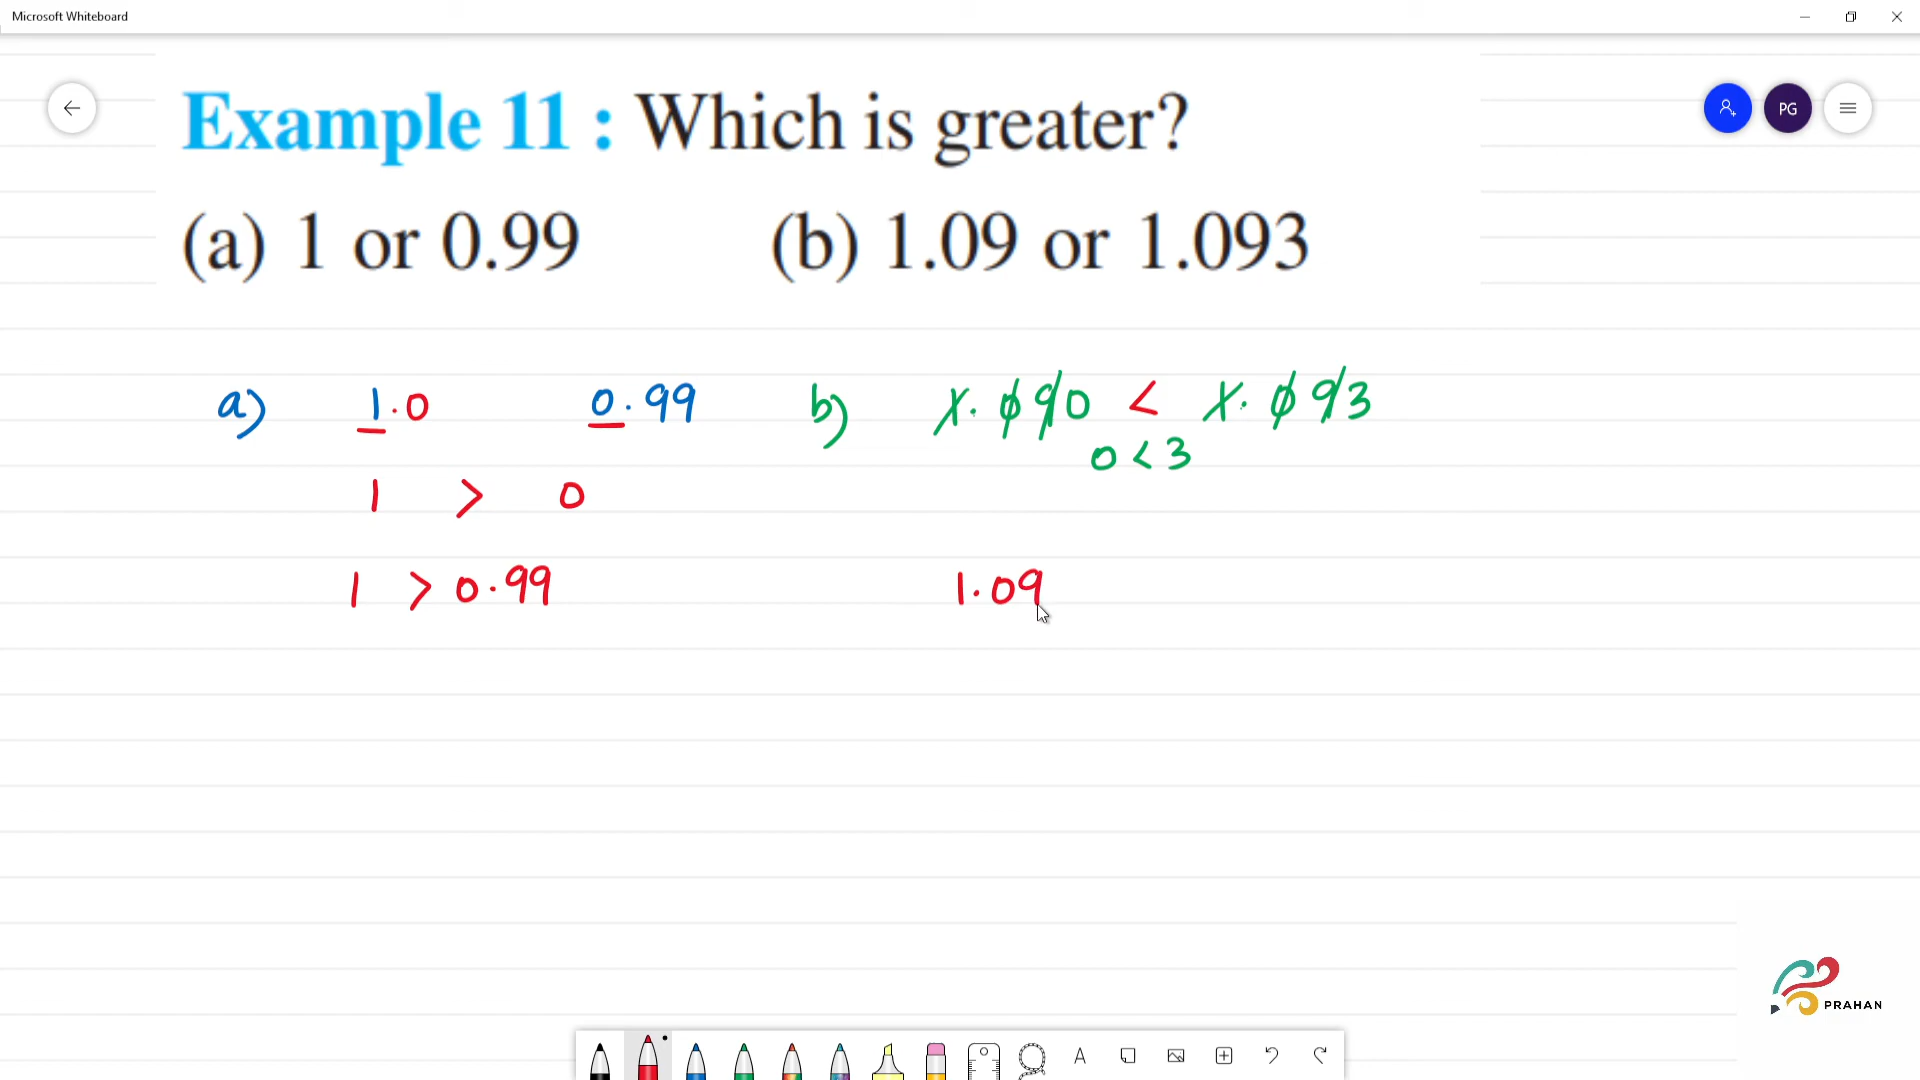 Microsoft Whiteboard
Example 11 : Which is greater?
PG
(a) 1 or 0.99 (b) 1.09 or 1.093
a) 1.0 0.99 b) 1.090 < 1.093
0 < 3
1 > 0
1 > 0.99 1.09
PRAHAN
A